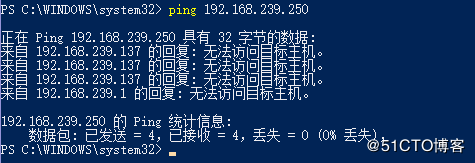 PS C:\WINDOWS\system32> ping 192.168.239.250
正在 Ping 192.168.239.250 具有 32 字节的数据:
来自 192.168.239.137 的回复: 无法访问目标主机。
来自 192.168.239.137 的回复: 无法访问目标主机。
来自 192.168.239.137 的回复: 无法访问目标主机。
来自 192.168.239.1 的回复: 无法访问目标主机。
192.168.239.250 的 Ping 统计信息:
数据包: 已发送 = 4, 已接收 = 4, 丢失 = 0 (0% 丢失),
PS C:\WINDOWS\system32>
@51CTO博客